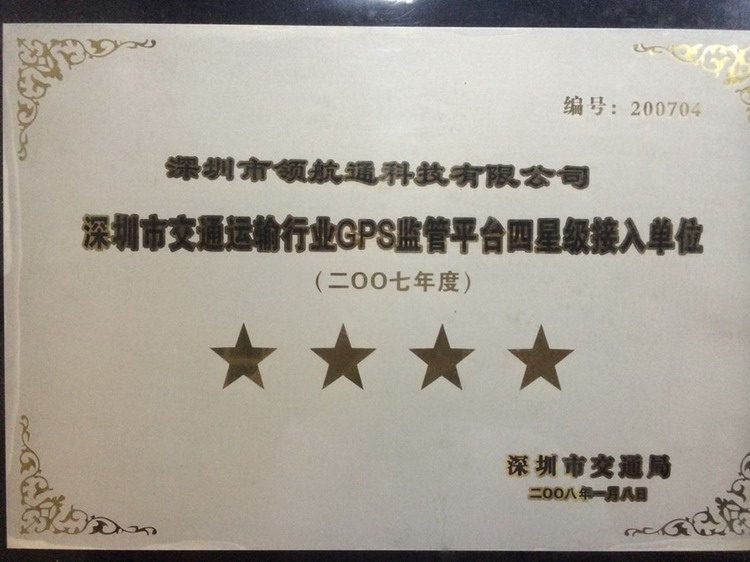 编号：200704
深圳市领航通科技有限公司
深圳市交通运输行业GPS监管平台四星级接入单位
（二OO七年度）
深圳市交通局
二OO八年一月八日